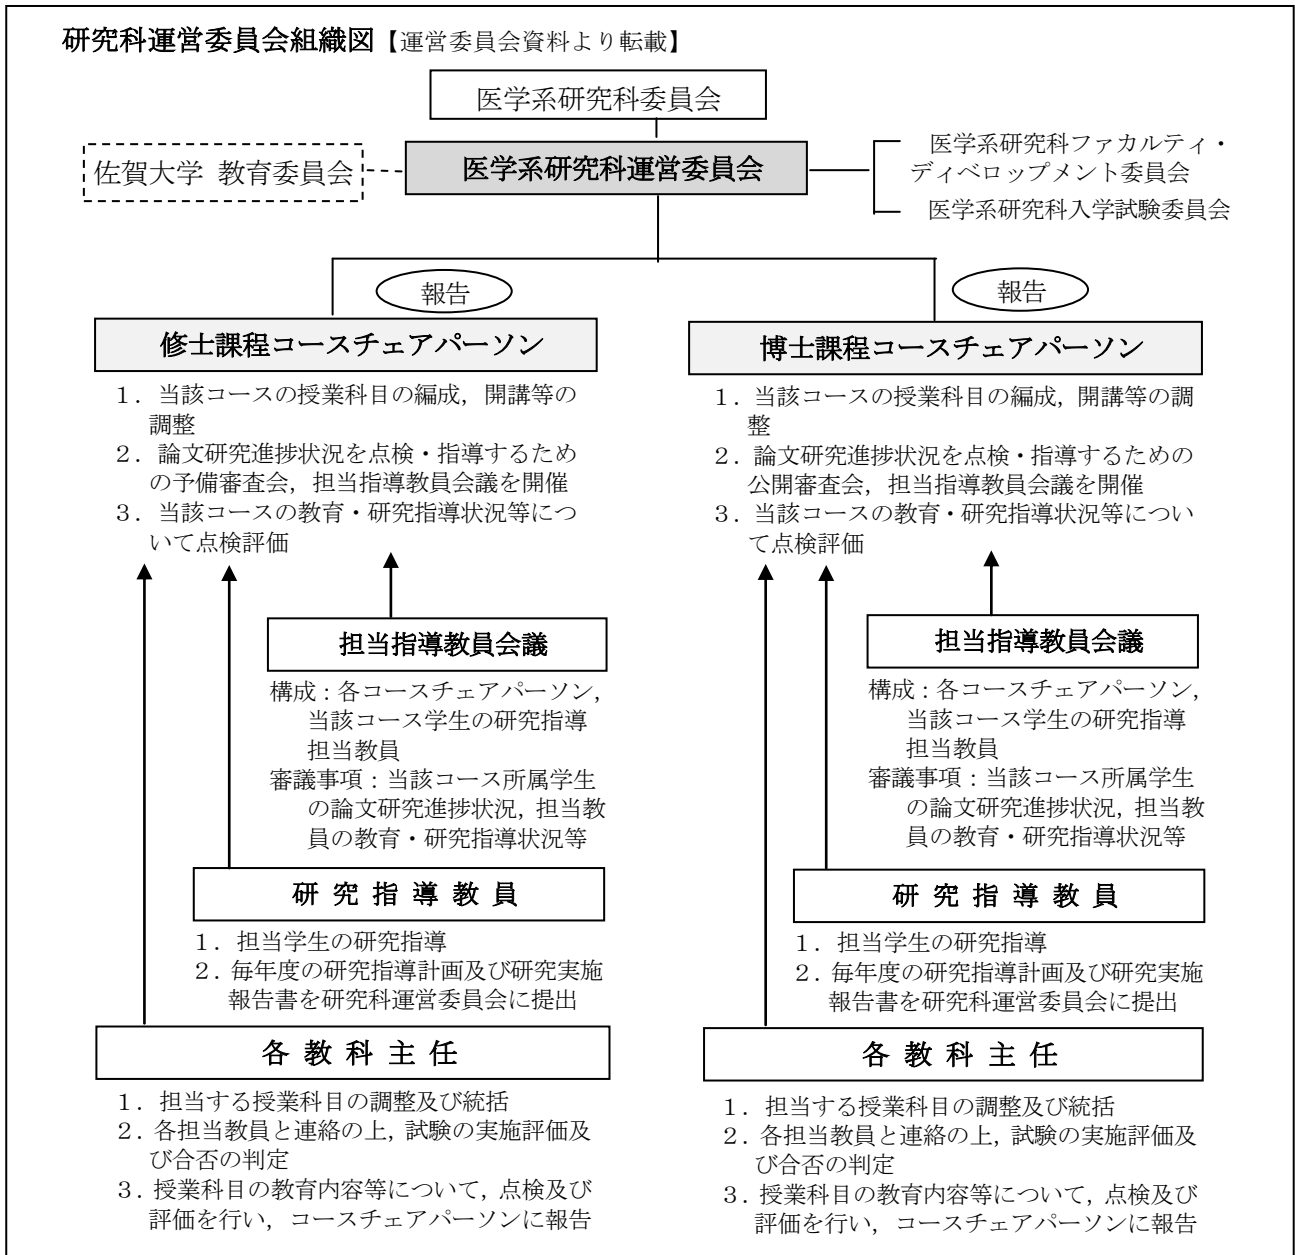 研究科運営委員会組織図【運営委員会資料より転載】
医学系研究科委員会
佐賀大学 教育委員会
医学系研究科運営委員会
医学系研究科ファカルティ・
ディベロップメント委員会
医学系研究科入学試験委員会
報告
修士課程コースチェアパーソン
1．当該コースの授業科目の編成，開講等の
調整
2．論文研究進捗状況を点検・指導するため
の予備審査会，担当指導教員会議を開催
3．当該コースの教育・研究指導状況等につ
いて点検評価
担当指導教員会議
構成：各コースチェアパーソン，
当該コース学生の研究指導
担当教員
審議事項：当該コース所属学生
の論文研究進捗状況，担当教
員の教育・研究指導状況等
研 究 指 導 教 員
1．担当学生の研究指導
2．毎年度の研究指導計画及び研究実施
報告書を研究科運営委員会に提出
各 教 科 主 任
1．担当する授業科目の調整及び統括
2．各担当教員と連絡の上，試験の実施評価及
び合否の判定
3．授業科目の教育内容等について，点検及び
評価を行い，コースチェアパーソンに報告
報告
博士課程コースチェアパーソン
1．当該コースの授業科目の編成，開講等の調
整
2．論文研究進捗状況を点検・指導するための
公開審査会，担当指導教員会議を開催
3．当該コースの教育・研究指導状況等につい
て点検評価
担当指導教員会議
構成：各コースチェアパーソン，
当該コース学生の研究指導
担当教員
審議事項：当該コース所属学生
の論文研究進捗状況，担当教
員の教育・研究指導状況等
研 究 指 導 教 員
1．担当学生の研究指導
2．毎年度の研究指導計画及び研究実施
報告書を研究科運営委員会に提出
各 教 科 主 任
1．担当する授業科目の調整及び統括
2．各担当教員と連絡の上，試験の実施評価及
び合否の判定
3．授業科目の教育内容等について，点検及び
評価を行い，コースチェアパーソンに報告